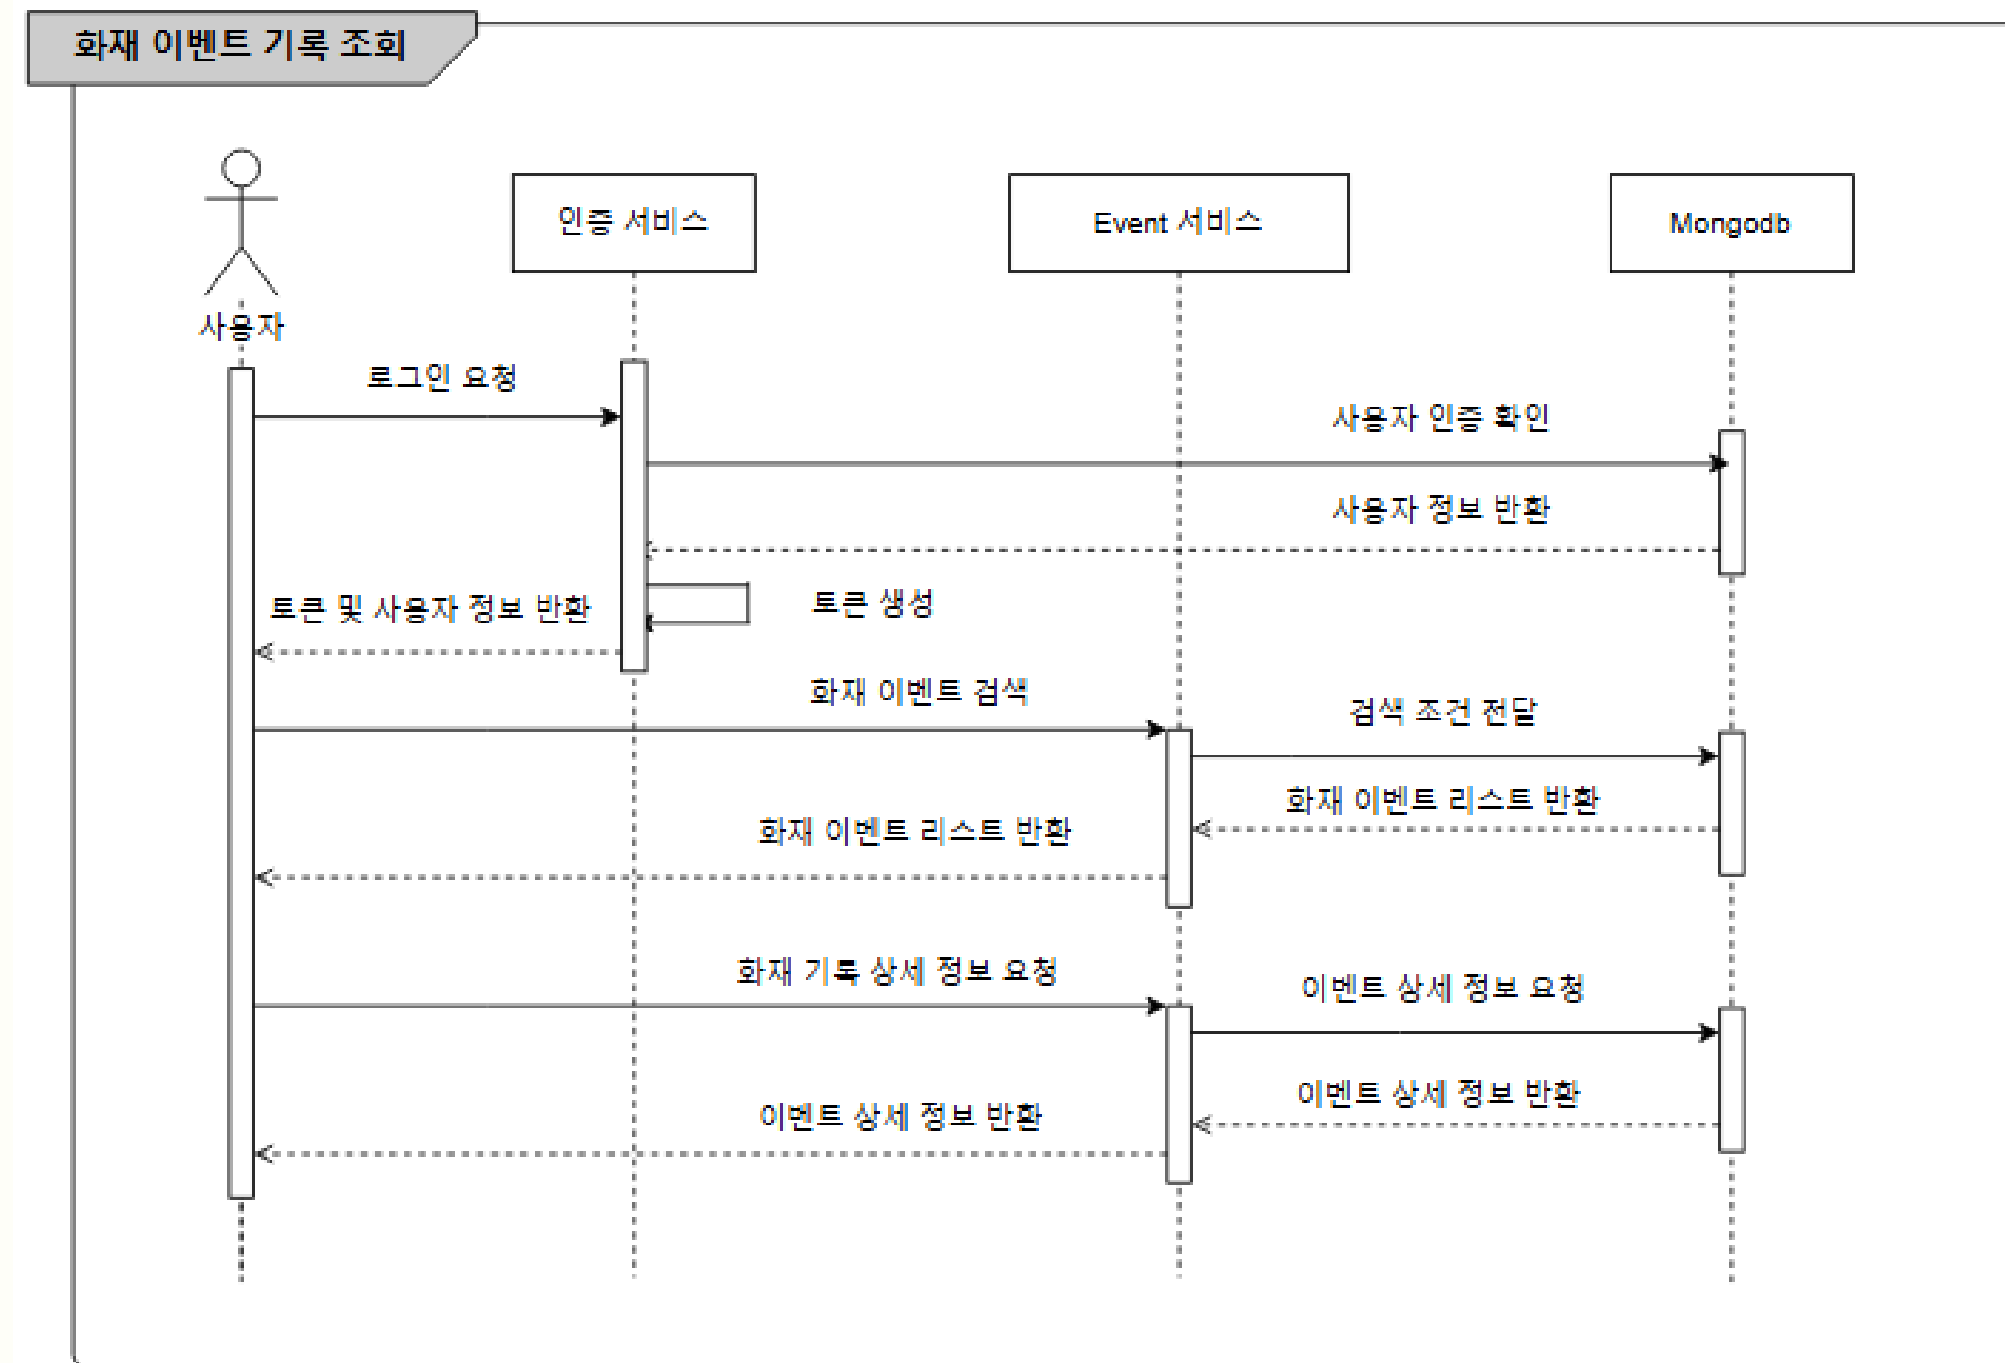 화재 이벤트 기록 조회
인증 서비스
Event 서비스
Mongodb
사용자
로그인 요청
사용자 인증 확인
사용자 정보 반환
토큰 생성
토큰 및 사용자 정보 반환
화재 이벤트 검색
검색 조건 전달
화재 이벤트 리스트 반환
화재 이벤트 리스트 반환
화재 기록 상세 정보 요청
이벤트 상세 정보 요청
이벤트 상세 정보 반환
이벤트 상세 정보 반환